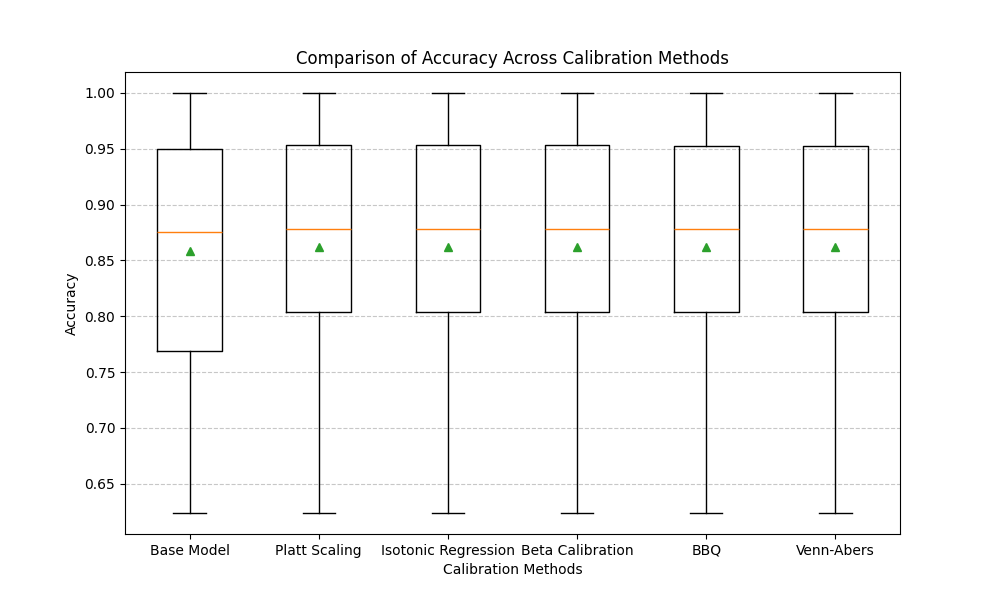 Comparison of Accuracy Across Calibration Methods
1.00
0.95
0.90
0.85
0.80
0.75
0.70
0.65
Accuracy
Base Model Platt Scaling Isotonic Regression Beta Calibration BBQ Venn-Abers
Calibration Methods